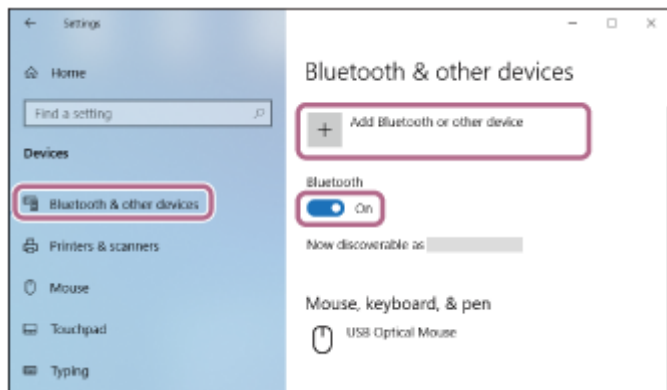 Settings
Home
Find a setting
Devices
Bluetooth & other devices
Printers & scanners
Mouse
Touchpad
Typing
Bluetooth & other devices
Add Bluetooth or other device
Bluetooth
On
Now discoverable as
Mouse, keyboard, & pen
USB Optical Mouse